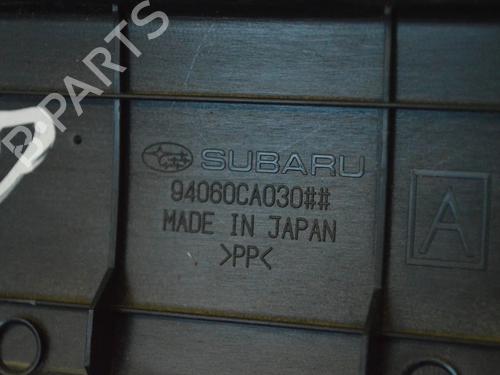 B-PARTS
SUBARU
94060CA030##
MADE IN JAPAN
>PP<
A